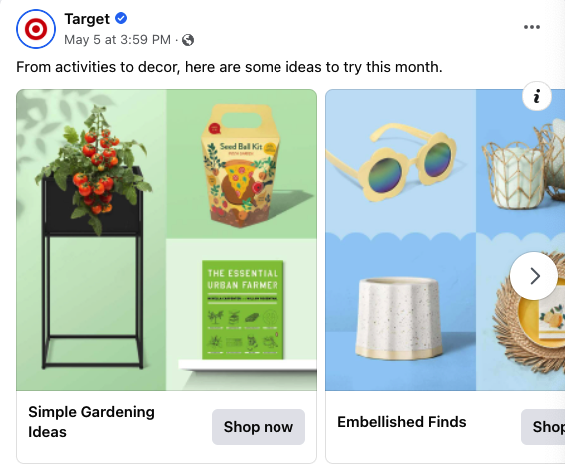 Target
May 5 at 3:59 PM ·
From activities to decor, here are some ideas to try this month.
Seed Ball Kit
THE ESSENTIAL
URBAN FARMER
i
Simple Gardening
Ideas
Shop now
Embellished Finds
Shop